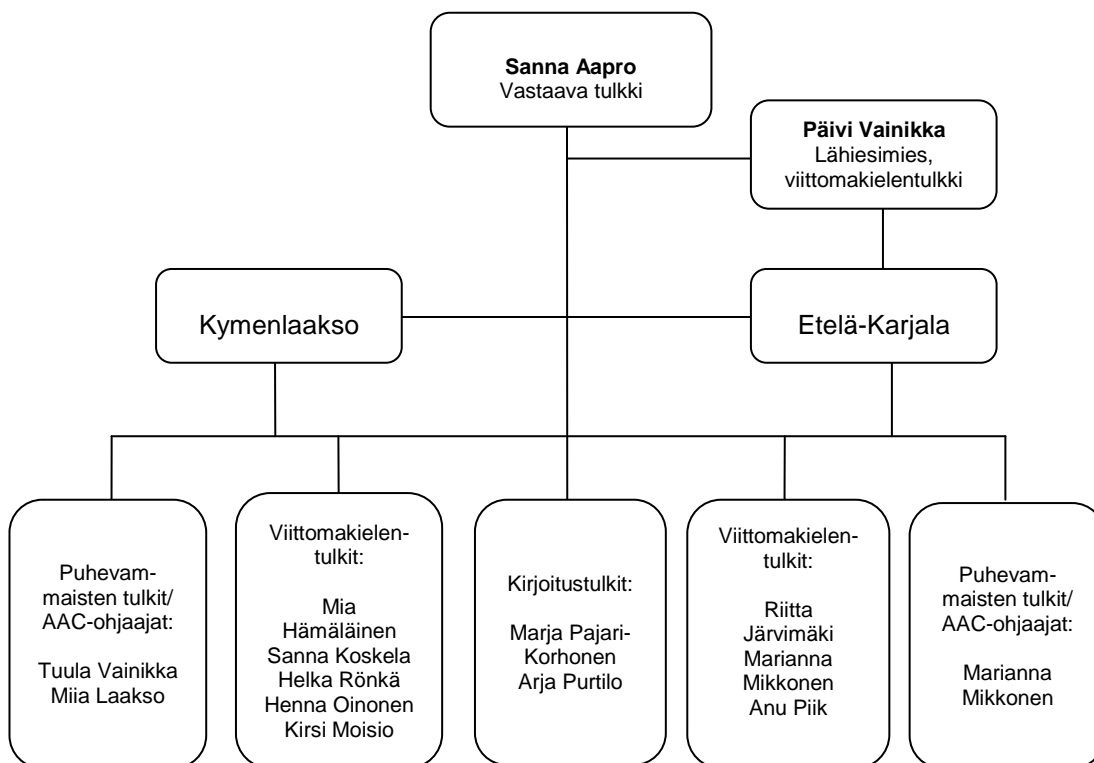 Sanna Aapro
Vastaava tulkki
Päivi Vainikka
Lähiesimies,
viittomakielentulkki
Kymenlaakso
Etelä-Karjala
Puhevam-
maisten tulkit/
AAC-ohjaajat:
Tuula Vainikka
Miia Laakso
Viittomakielen-
tulkit:
Mia
Hämäläinen
Sanna Koskela
Helka Rönkä
Henna Oinonen
Kirsi Moisio
Kirjoitustulkit:
Marja Pajari-
Korhonen
Arja Purtilo
Viittomakielen-
tulkit:
Riitta
Järvimäki
Marianna
Mikkonen
Anu Piik
Puhevam-
maisten tulkit/
AAC-ohjaajat:
Marianna
Mikkonen